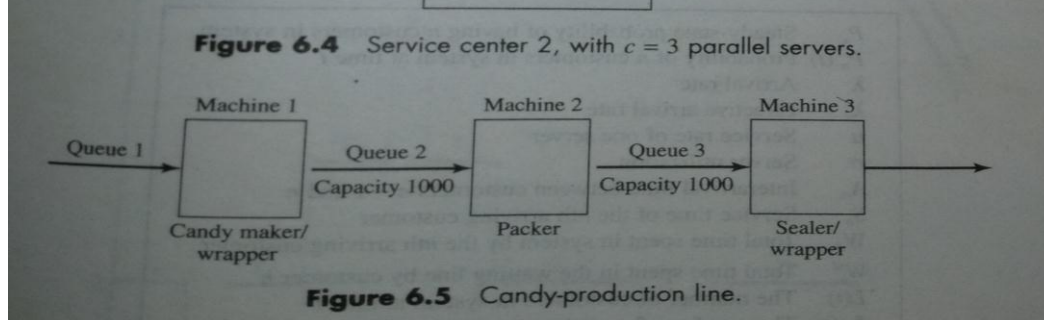 Figure 6.4 Service center 2, with c = 3 parallel servers.
Machine 1
Machine 2
Machine 3
Queue 1
Queue 2
Queue 3
Capacity 1000
Capacity 1000
Candy maker/
wrapper
Packer
Sealer/
wrapper
Figure 6.5 Candy-production line.